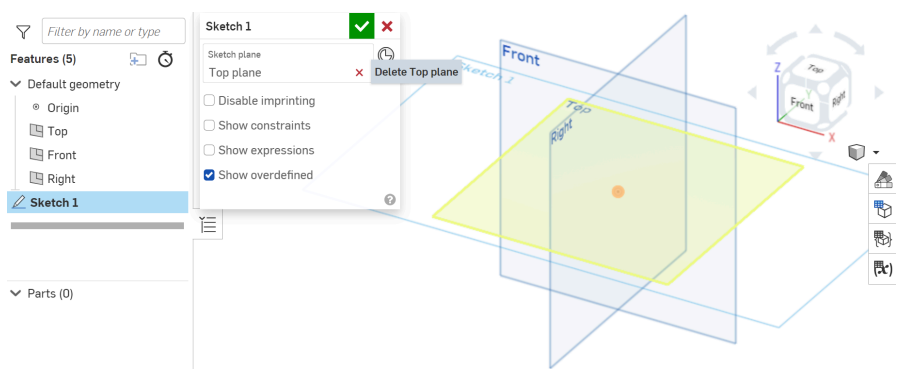 Filter by name or type
Features (5)
Default geometry
Origin
Top
Front
Right
Sketch 1
Parts (0)
Sketch 1
Sketch plane
Top plane
Delete Top plane
Disable imprinting
Show constraints
Show expressions
Show overdefined
Front
Sketch 1
Top
Right
Z
Top
Y
Front
Right
X
(x)